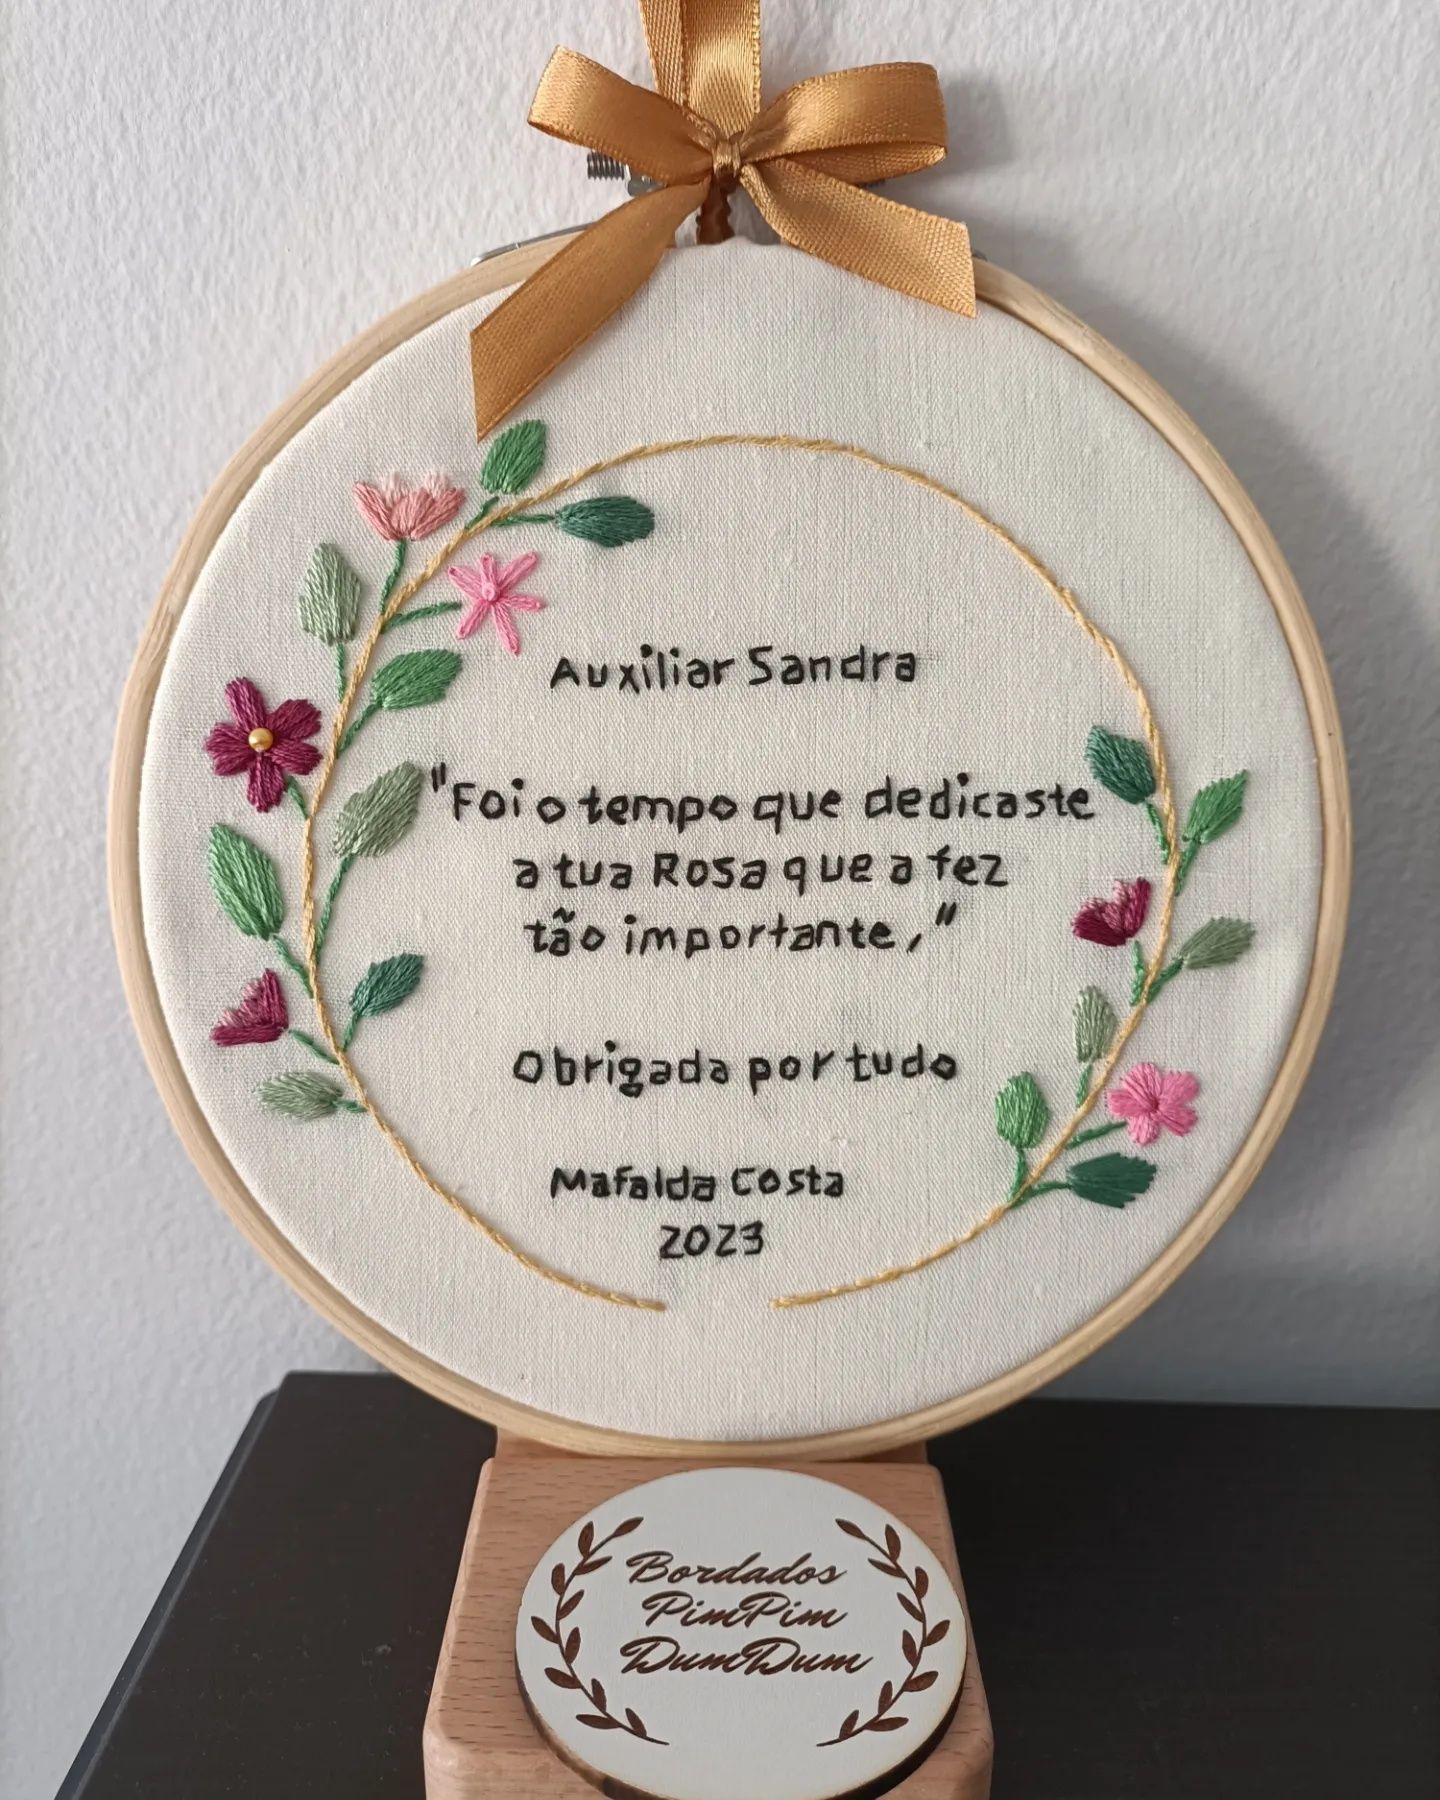 Auxiliar Sandra
"Foi o tempo que dedicaste
a tua Rosa que a fez
tão importante,"
Obrigada por tudo
Mafalda Costa
2023
Bordados
PimPim
DumDum